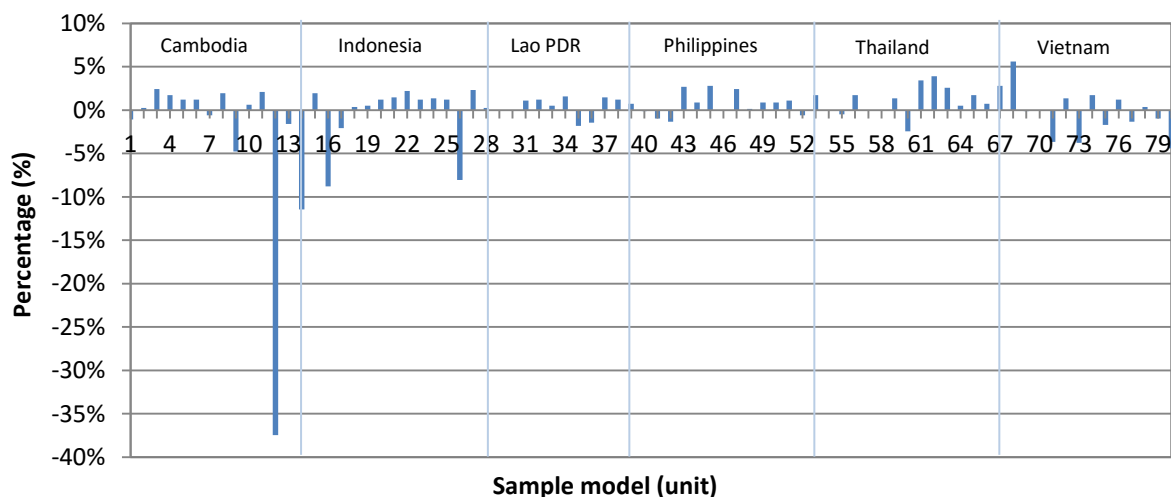 10%
Cambodia Indonesia Lao PDR Philippines Thailand Vietnam
5%
0%
1 4 7 10 13 16 19 22 25 28 31 34 37 40 43 46 49 52 55 58 61 64 67 70 73 76 79
-5%
-10%
-15%
-20%
-25%
-30%
-35%
-40%
Percentage (%)
Sample model (unit)